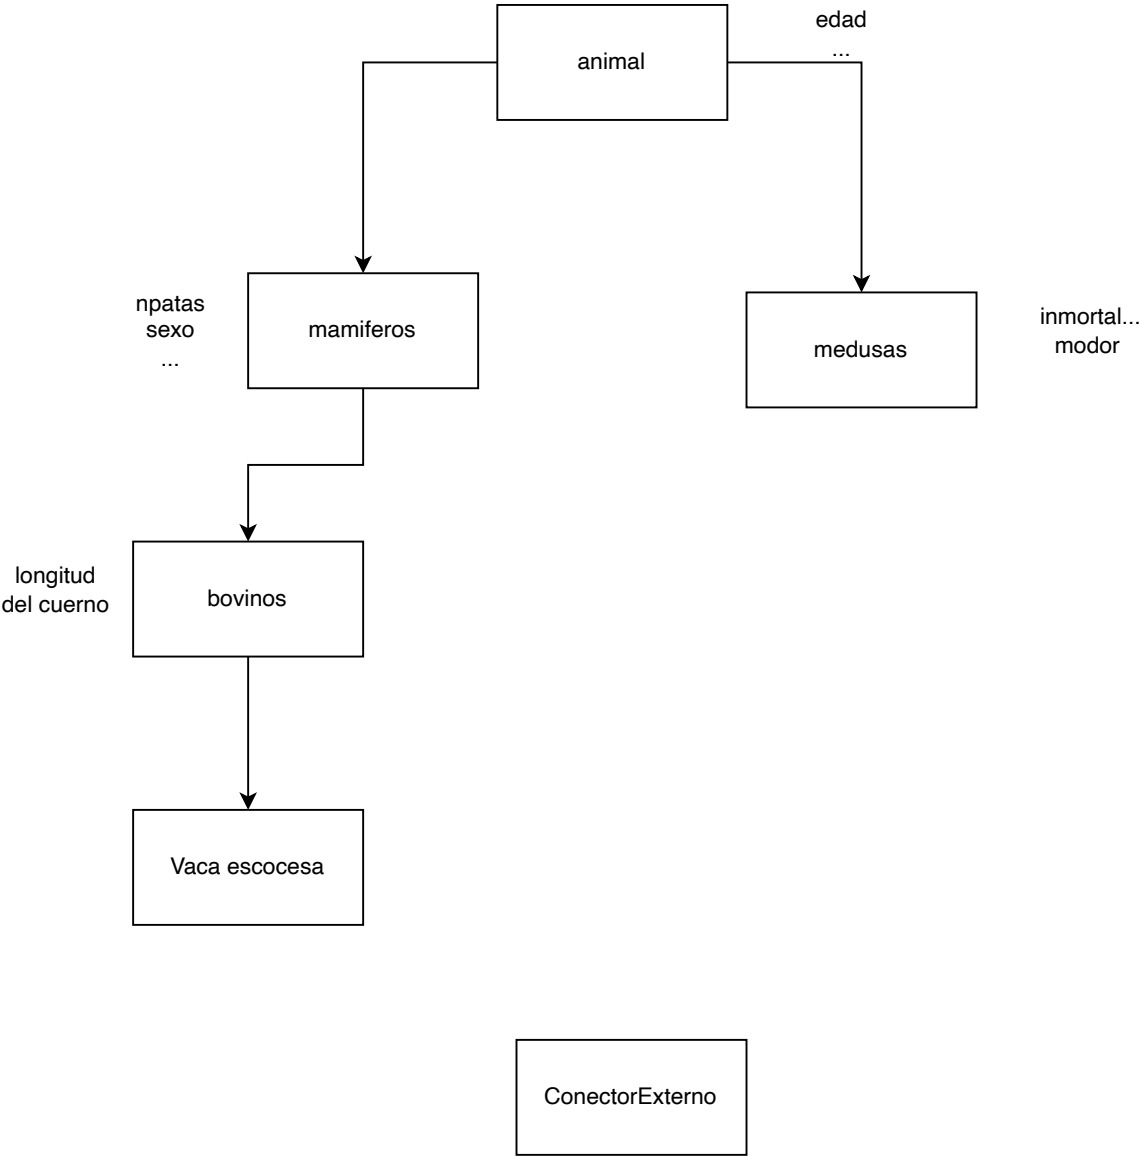 edad
...
animal
npatas
sexo
...
mamiferos
medusas
inmortal...
modor
longitud
del cuerno
bovinos
Vaca escocesa
ConectorExterno